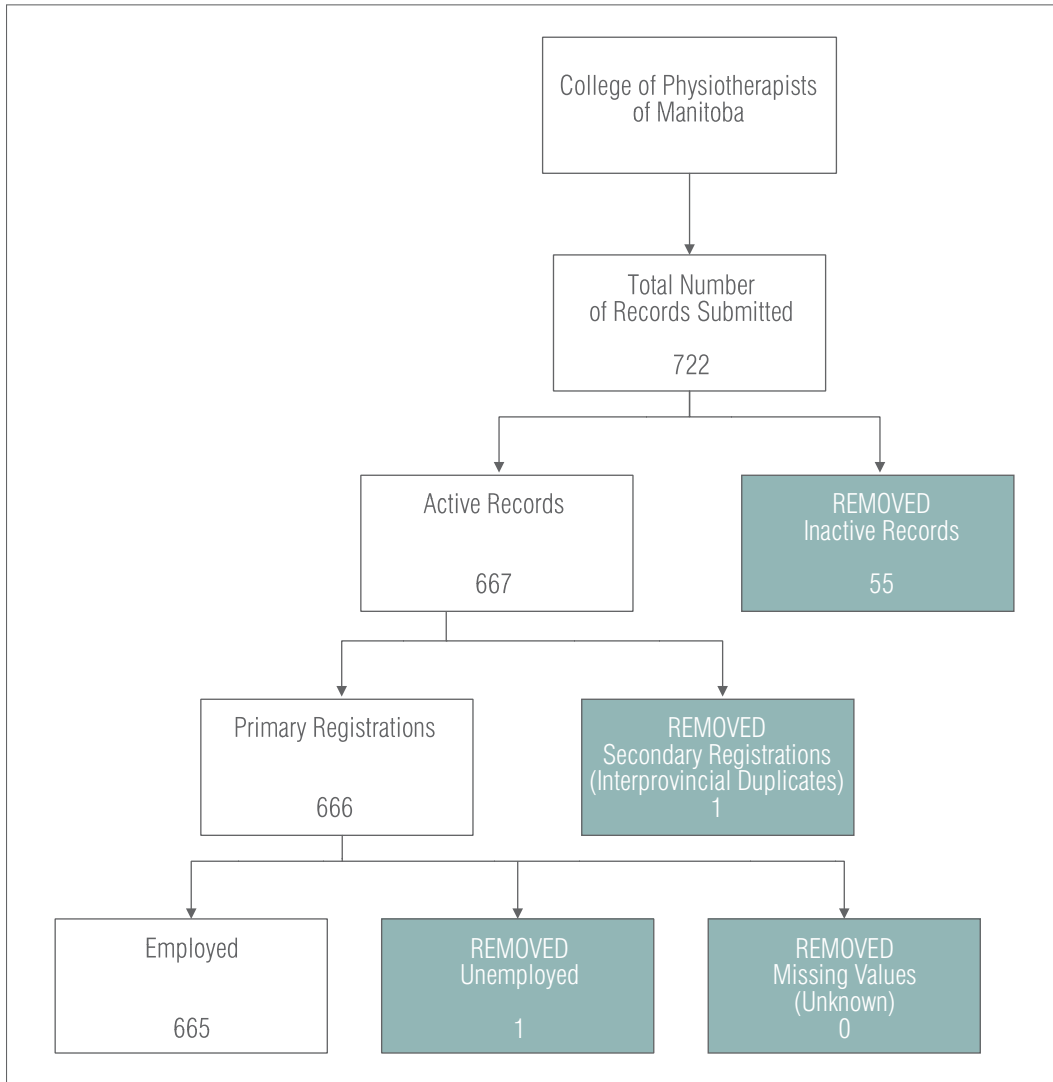 College of Physiotherapists
of Manitoba
Total Number
of Records Submitted
722
Active Records
667
REMOVED
Inactive Records
55
Primary Registrations
666
REMOVED
Secondary Registrations
(Interprovincial Duplicates)
1
Employed
665
REMOVED
Unemployed
1
REMOVED
Missing Values
(Unknown)
0